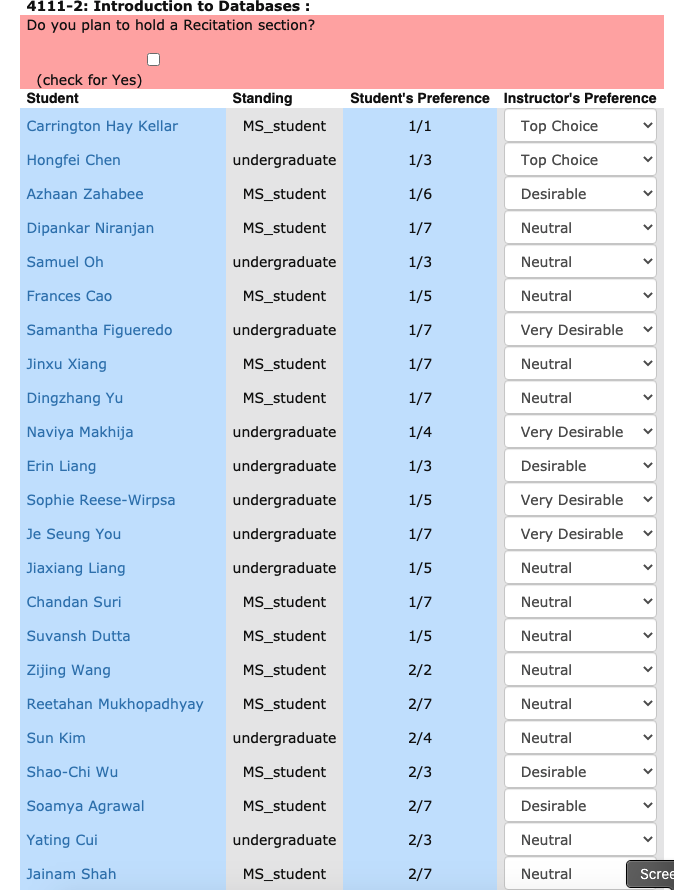 4111-2: Introduction to Databases :
Do you plan to hold a Recitation section?
(check for Yes)
Student Standing Student's Preference Instructor's Preference
Carrington Hay Kellar MS_student 1/1 Top Choice
Hongfei Chen undergraduate 1/3 Top Choice
Azhaan Zahabee MS_student 1/6 Desirable
Dipankar Niranjan MS_student 1/7 Neutral
Samuel Oh undergraduate 1/3 Neutral
Frances Cao MS_student 1/5 Neutral
Samantha Figueredo undergraduate 1/7 Very Desirable
Jinxu Xiang MS_student 1/7 Neutral
Dingzhang Yu MS_student 1/7 Neutral
Naviya Makhija undergraduate 1/4 Very Desirable
Erin Liang undergraduate 1/3 Desirable
Sophie Reese-Wirpsa undergraduate 1/5 Very Desirable
Je Seung You undergraduate 1/7 Very Desirable
Jiaxiang Liang undergraduate 1/5 Neutral
Chandan Suri MS_student 1/7 Neutral
Suvansh Dutta MS_student 1/5 Neutral
Zijing Wang MS_student 2/2 Neutral
Reetahan Mukhopadhyay MS_student 2/7 Neutral
Sun Kim undergraduate 2/4 Neutral
Shao-Chi Wu MS_student 2/3 Desirable
Soamya Agrawal MS_student 2/7 Desirable
Yating Cui undergraduate 2/3 Neutral
Jainam Shah MS_student 2/7 Neutral Scree